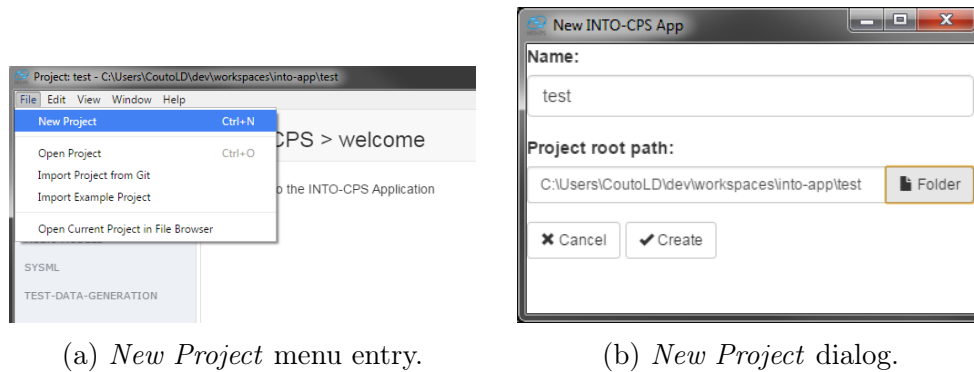 Project: test - C:\Users\CoutoLD\dev\workspaces\into-app\test
File Edit View Window Help
New Project Ctrl+N
Open Project Ctrl+O
Import Project from Git
Import Example Project
Open Current Project in File Browser
CPS > welcome
o the INTO-CPS Application
SYSML
TEST-DATA-GENERATION
(a) New Project menu entry.
New INTO-CPS App
Name:
test
Project root path:
C:\Users\CoutoLD\dev\workspaces\into-app\test Folder
Cancel Create
(b) New Project dialog.